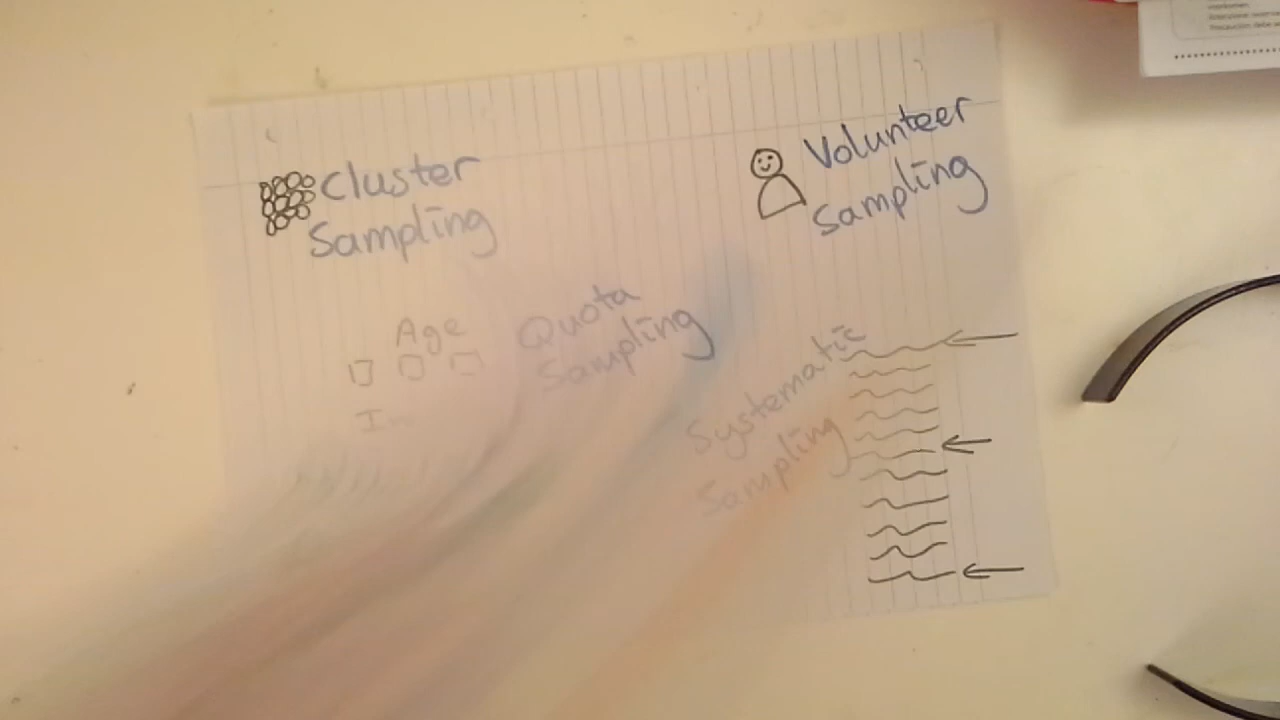 Cluster
Sampling
Volunteer
Sampling
Quota
Sampling
Age
Systematic
Sampling